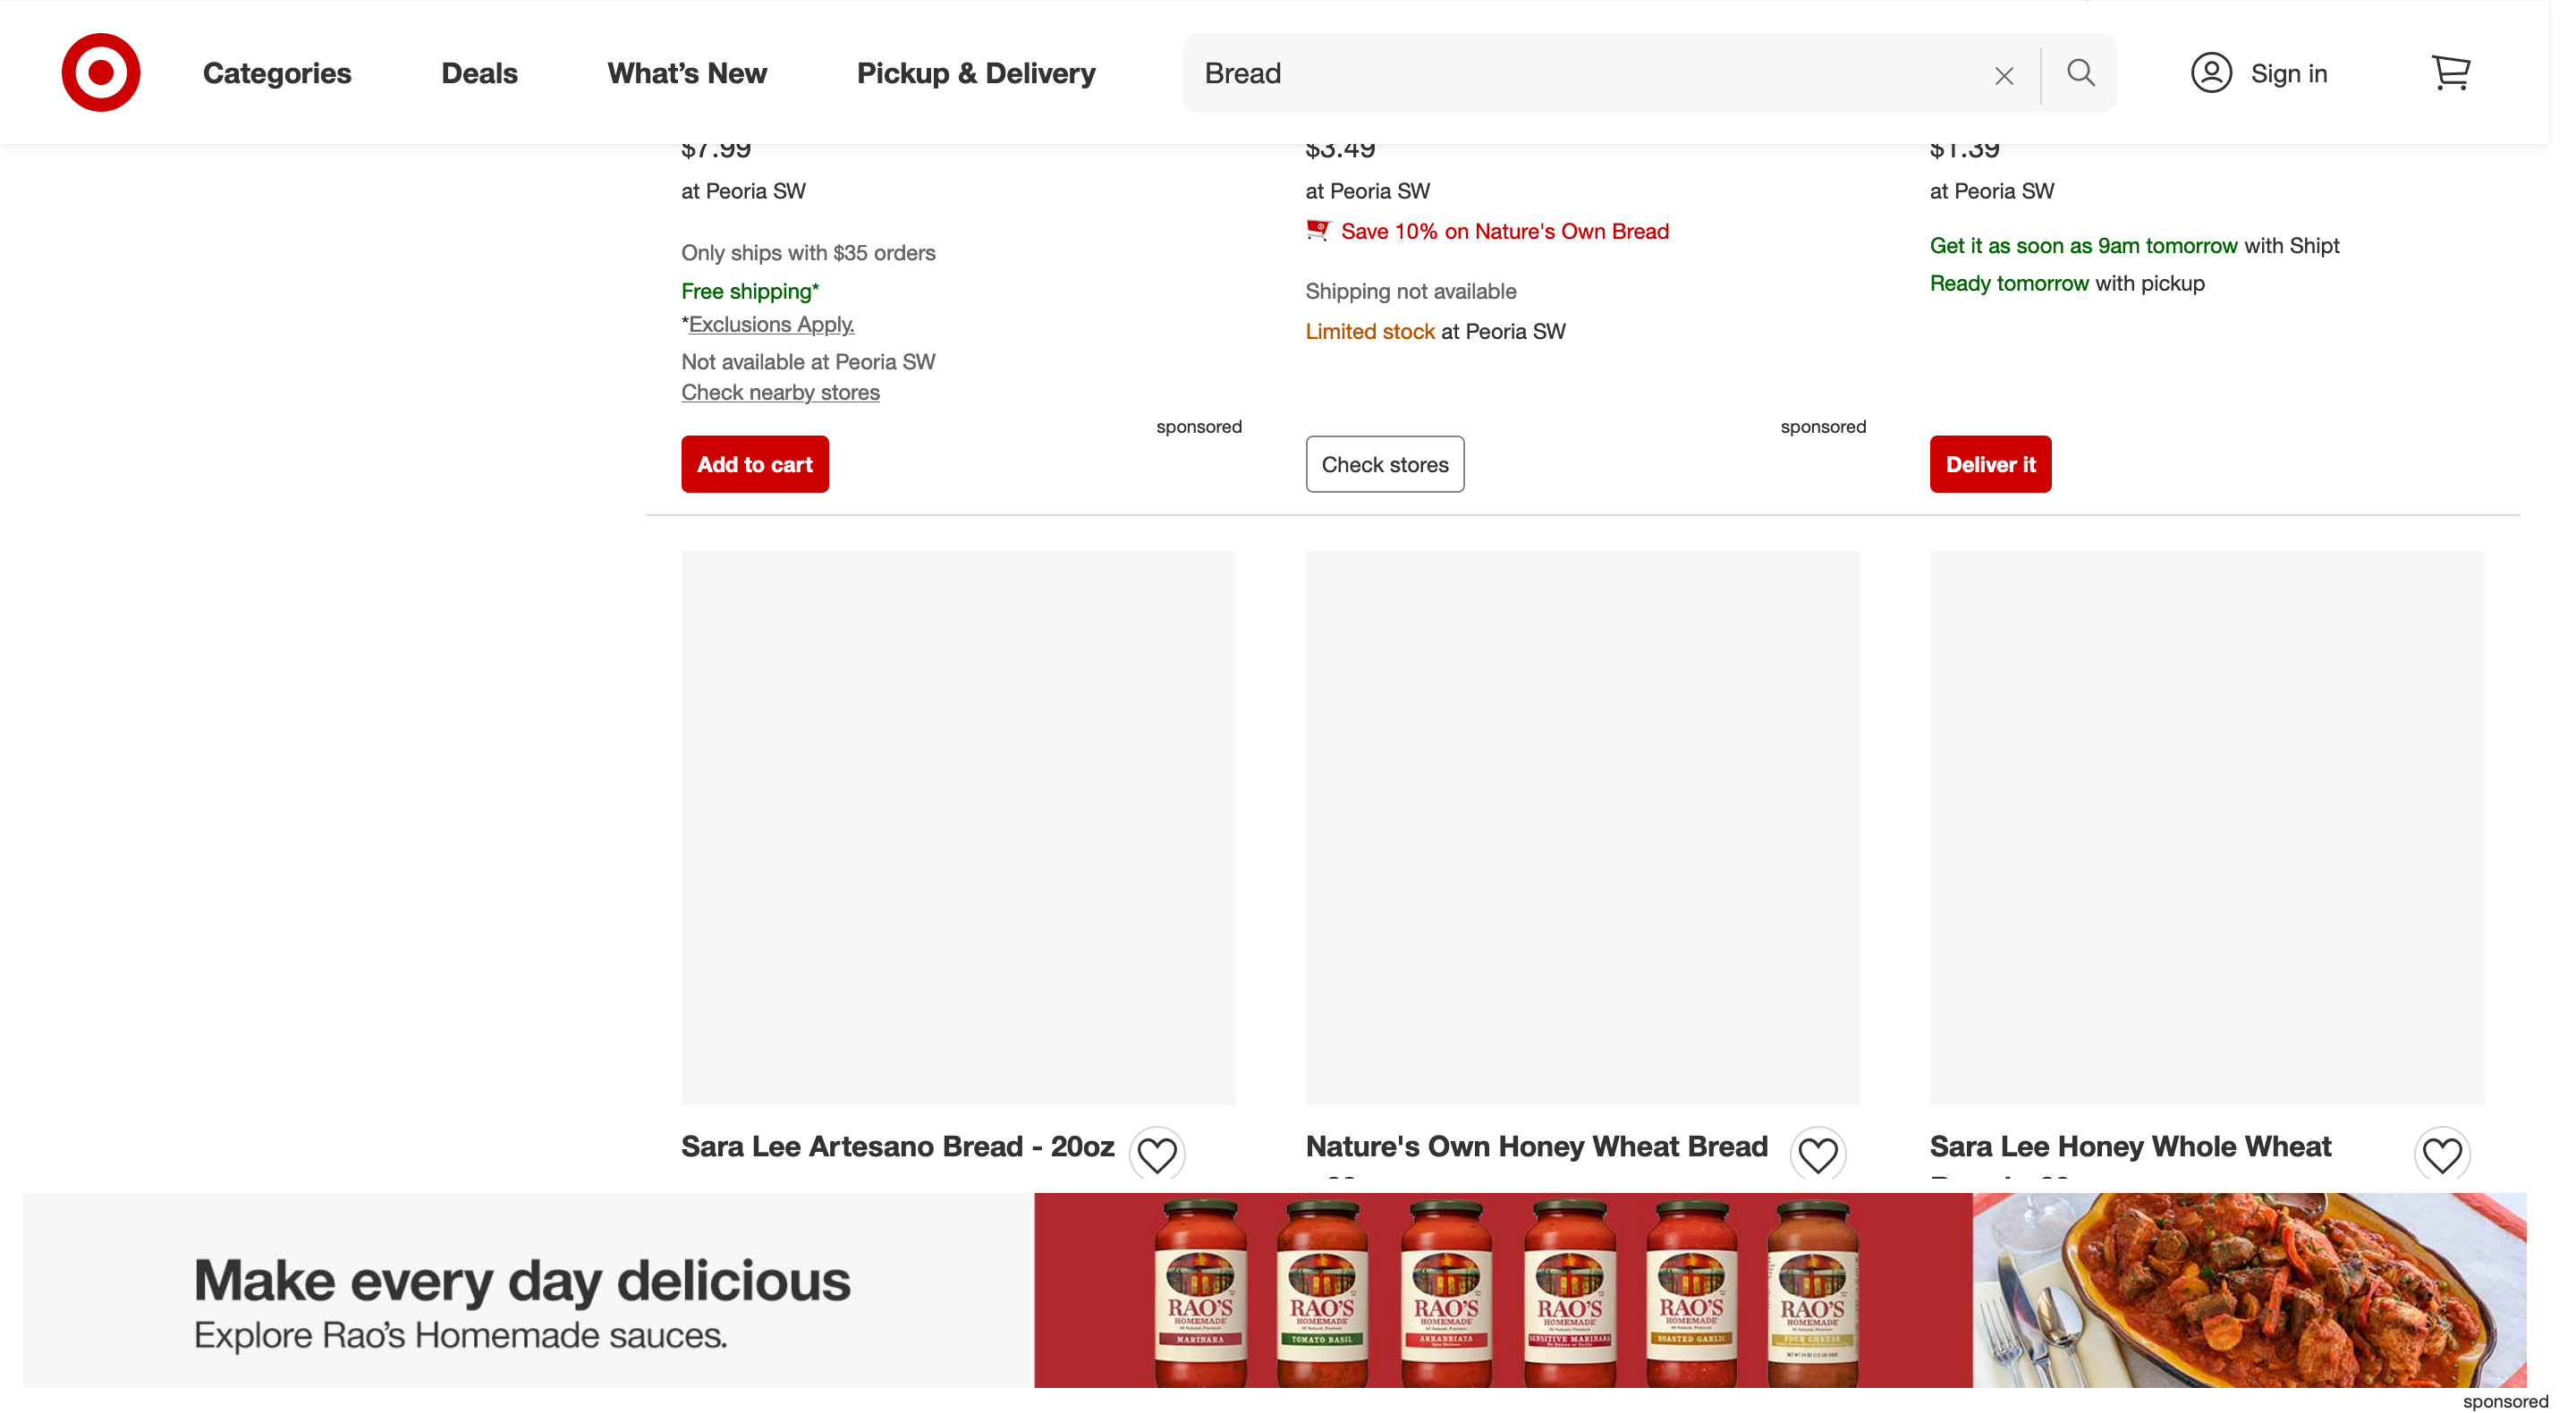 Categories
Deals
What's New
Pickup & Delivery
Bread
Sign in
$7.99
at Peoria SW
Only ships with $35 orders
Free shipping*
*Exclusions Apply.
Not available at Peoria SW
Check nearby stores
sponsored
Add to cart
$3.49
at Peoria SW
Save 10% on Nature's Own Bread
Shipping not available
Limited stock at Peoria SW
sponsored
Check stores
$1.39
at Peoria SW
Get it as soon as 9am tomorrow with Shipt
Ready tomorrow with pickup
Deliver it
Sara Lee Artesano Bread - 20oz
Nature's Own Honey Wheat Bread
Sara Lee Honey Whole Wheat
Make every day delicious
Explore Rao's Homemade sauces.
RAO'S
HOMEMADE
MARINARA
RAO'S
HOMEMADE
TOMATO BASIL
RAO'S
HOMEMADE
ARRABBIATA
RAO'S
HOMEMADE
SENSITIVE MARINARA
RAO'S
HOMEMADE
ROASTED GARLIC
RAO'S
HOMEMADE
FOUR CHEESE
sponsored